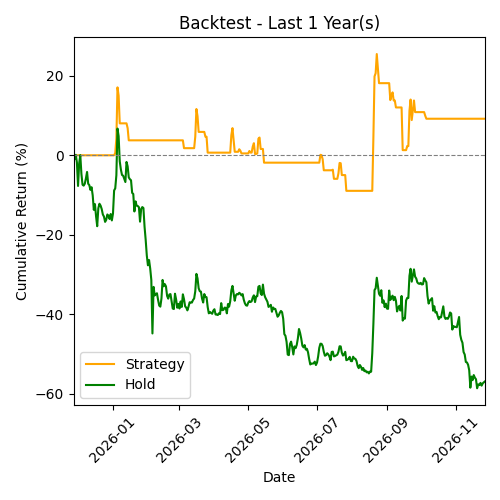 Backtest - Last 1 Year(s)
Cumulative Return (%)
20
0
−20
−40
−60
Strategy
Hold
2026-01
2026-03
2026-05
2026-07
2026-09
2026-11
Date